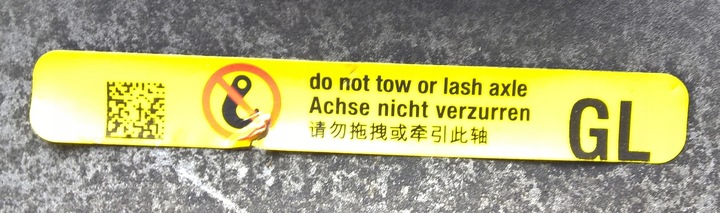 do not tow or lash axle
Achse nicht verzurren
请勿拖拽或牵引此轴
GL